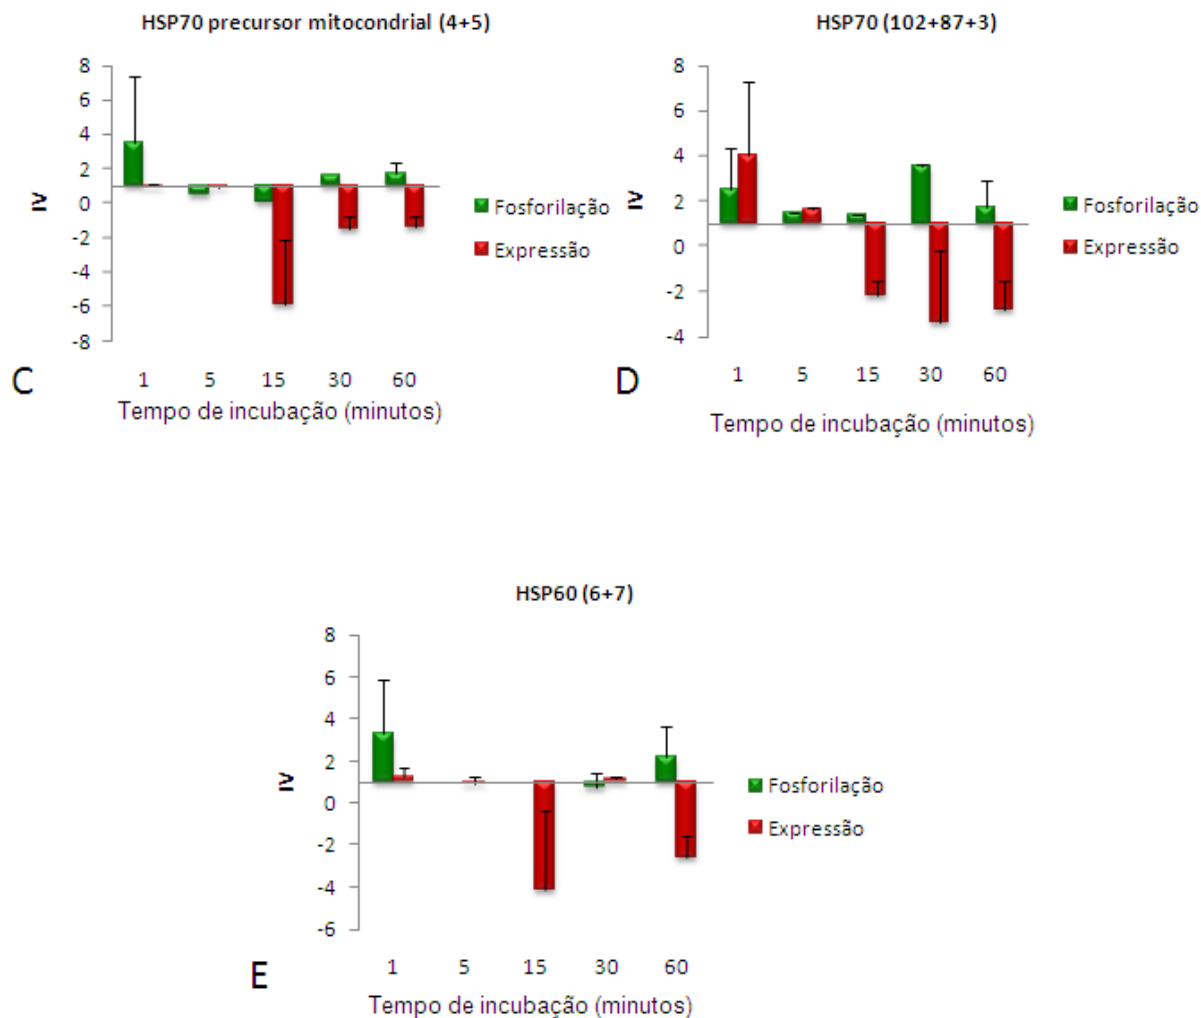 HSP70 precursor mitocondrial (4+5)
8
6
4
2
0
-2
-4
-6
-8
IV
Fosforilação
Expressão
C
1 5 15 30 60
Tempo de incubação (minutos)
HSP70 (102+87+3)
8
6
4
2
0
-2
-4
IV
Fosforilação
Expressão
D
1 5 15 30 60
Tempo de incubação (minutos)
HSP60 (6+7)
8
6
4
2
0
-2
-4
-6
IV
Fosforilação
Expressão
E
1 5 15 30 60
Tempo de incubação (minutos)